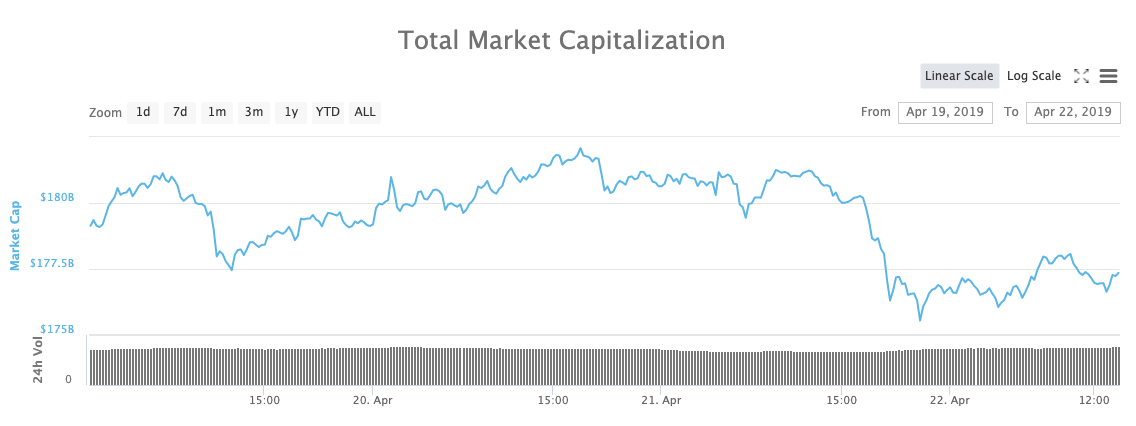 Total Market Capitalization
Linear Scale Log Scale
Zoom 1d 7d 1m 3m 1y YTD ALL From Apr 19, 2019 To Apr 22, 2019
Market Cap
$180B
$177.5B
$175B
24h Vol
0
15:00 20. Apr 15:00 21. Apr 15:00 22. Apr 12:00